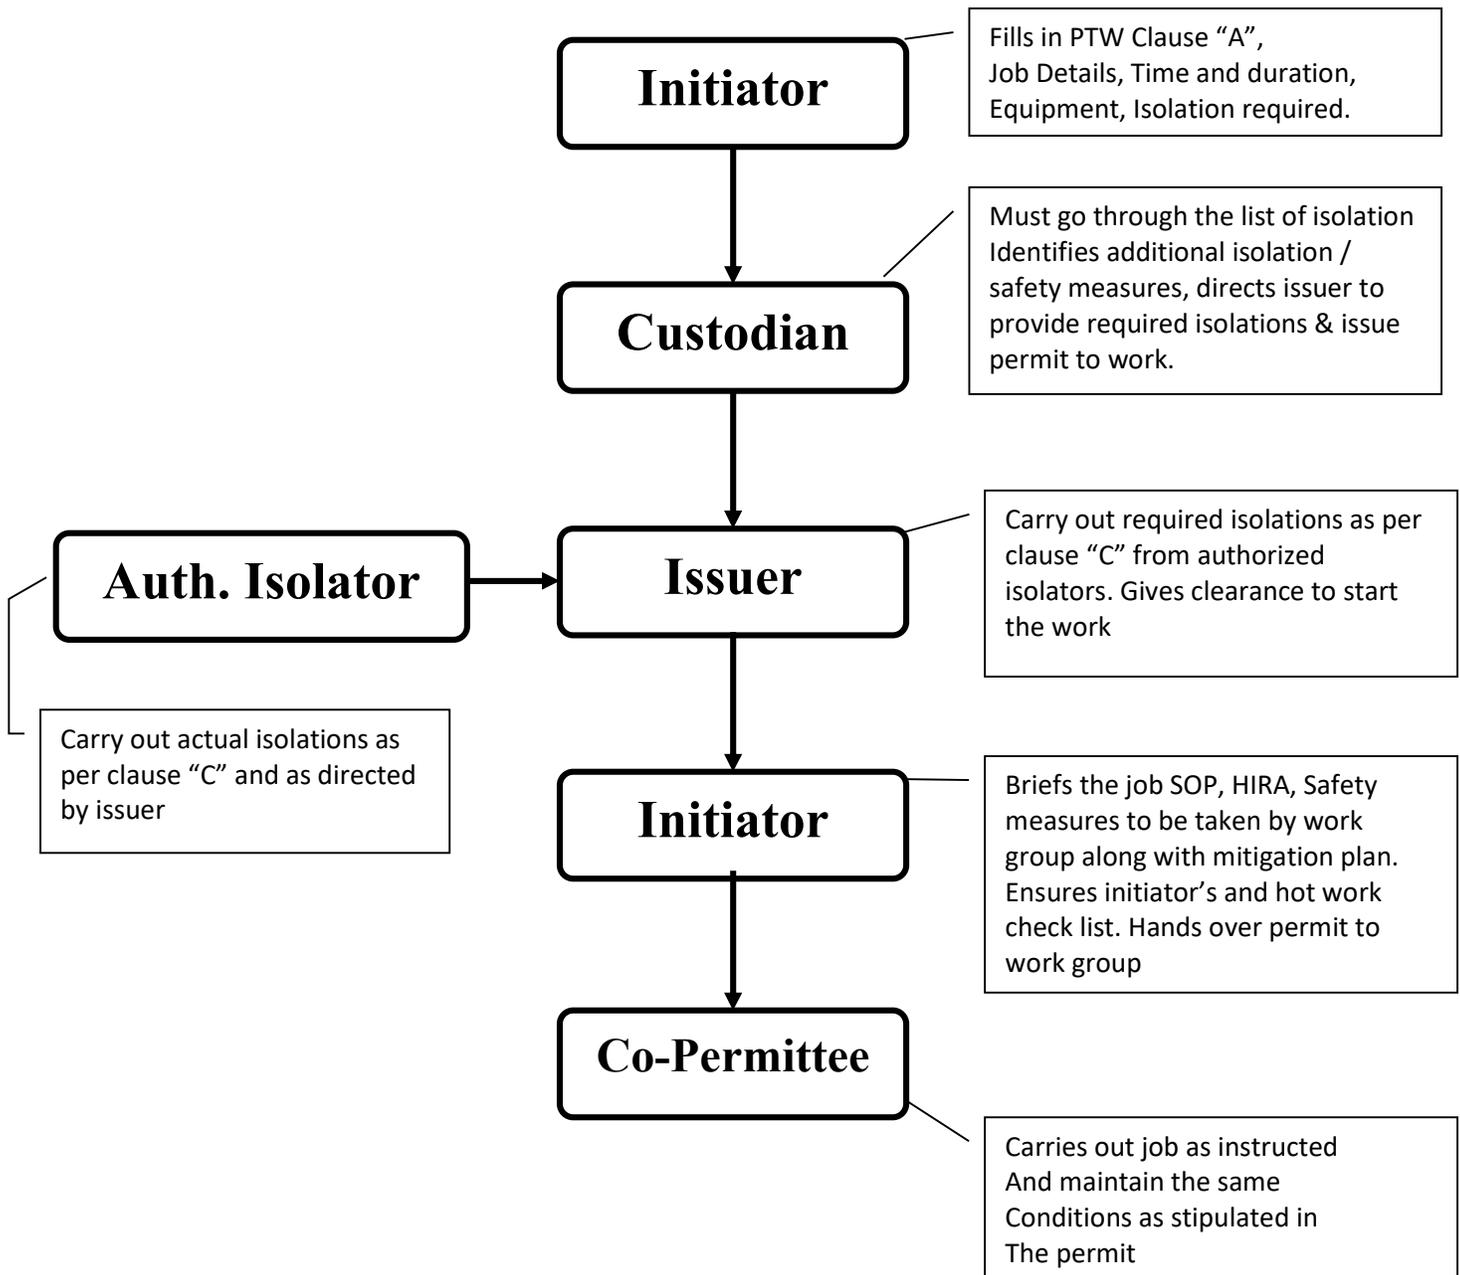 Initiator
Fills in PTW Clause “A”,
Job Details, Time and duration,
Equipment, Isolation required.
Custodian
Must go through the list of isolation
Identifies additional isolation /
safety measures, directs issuer to
provide required isolations & issue
permit to work.
Auth. Isolator
Issuer
Carry out required isolations as per
clause “C” from authorized
isolators. Gives clearance to start
the work
Carry out actual isolations as
per clause “C” and as directed
by issuer
Initiator
Briefs the job SOP, HIRA, Safety
measures to be taken by work
group along with mitigation plan.
Ensures initiator’s and hot work
check list. Hands over permit to
work group
Co-Permittee
Carries out job as instructed
And maintain the same
Conditions as stipulated in
The permit